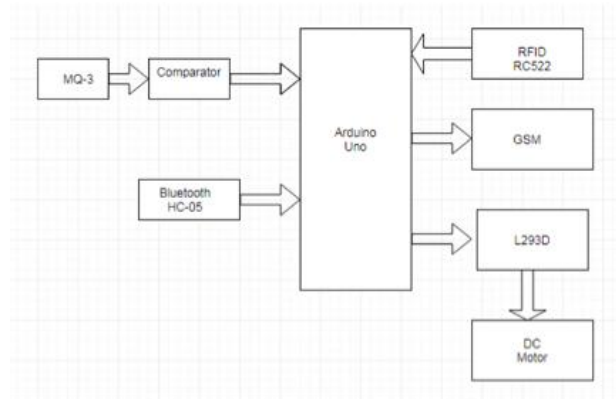 MQ-3
Comparator
Bluetooth
HC-05
Arduino
Uno
RFID
RC522
GSM
L293D
DC
Motor